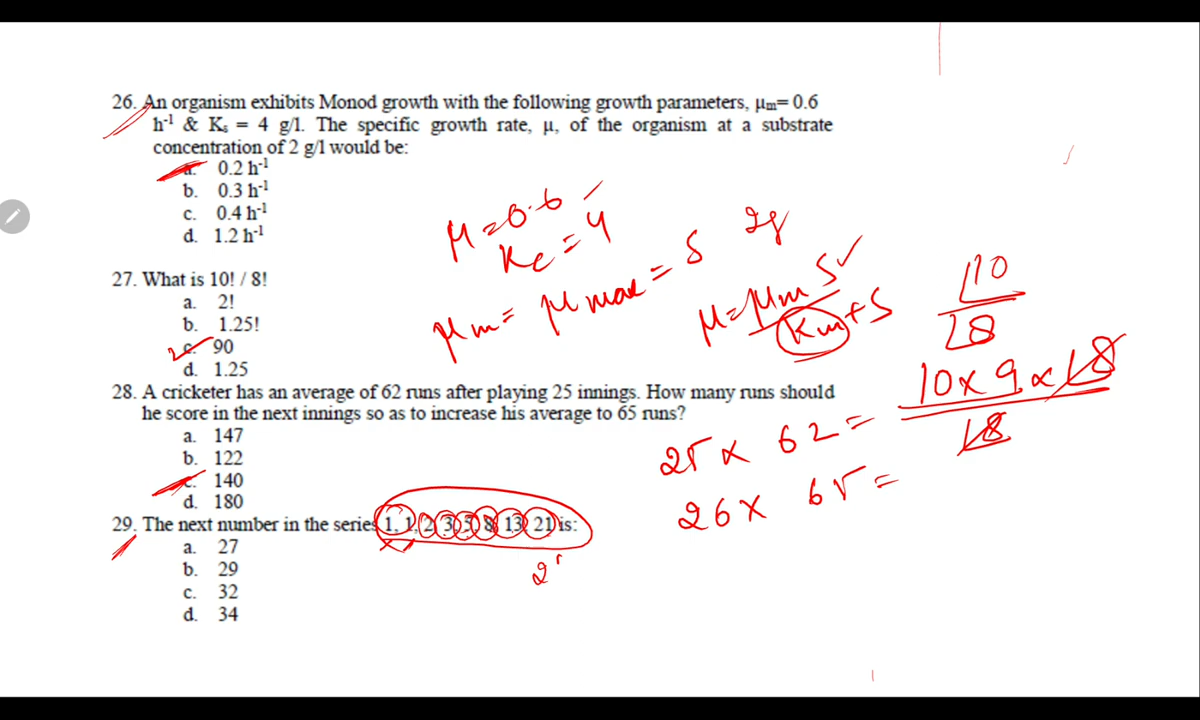 26. An organism exhibits Monod growth with the following growth parameters, μm= 0.6
h⁻¹ & Kₛ = 4 g/l. The specific growth rate, μ, of the organism at a substrate
concentration of 2 g/l would be:
a. 0.2 h⁻¹
b. 0.3 h⁻¹
c. 0.4 h⁻¹
d. 1.2 h⁻¹
27. What is 10! / 8!
a. 2!
b. 1.25!
c. 90
d. 1.25
28. A cricketer has an average of 62 runs after playing 25 innings. How many runs should
he score in the next innings so as to increase his average to 65 runs?
a. 147
b. 122
c. 140
d. 180
29. The next number in the series 1, 1, 2, 3, 5, 8, 13, 21 is:
a. 27
b. 29
c. 32
d. 34
μ = 0.6
= 4
μm = μmax = S
μ = μm S
Km + S
10
8
10 x 9 x 8
8
25 x 62 =
26 x 65 =